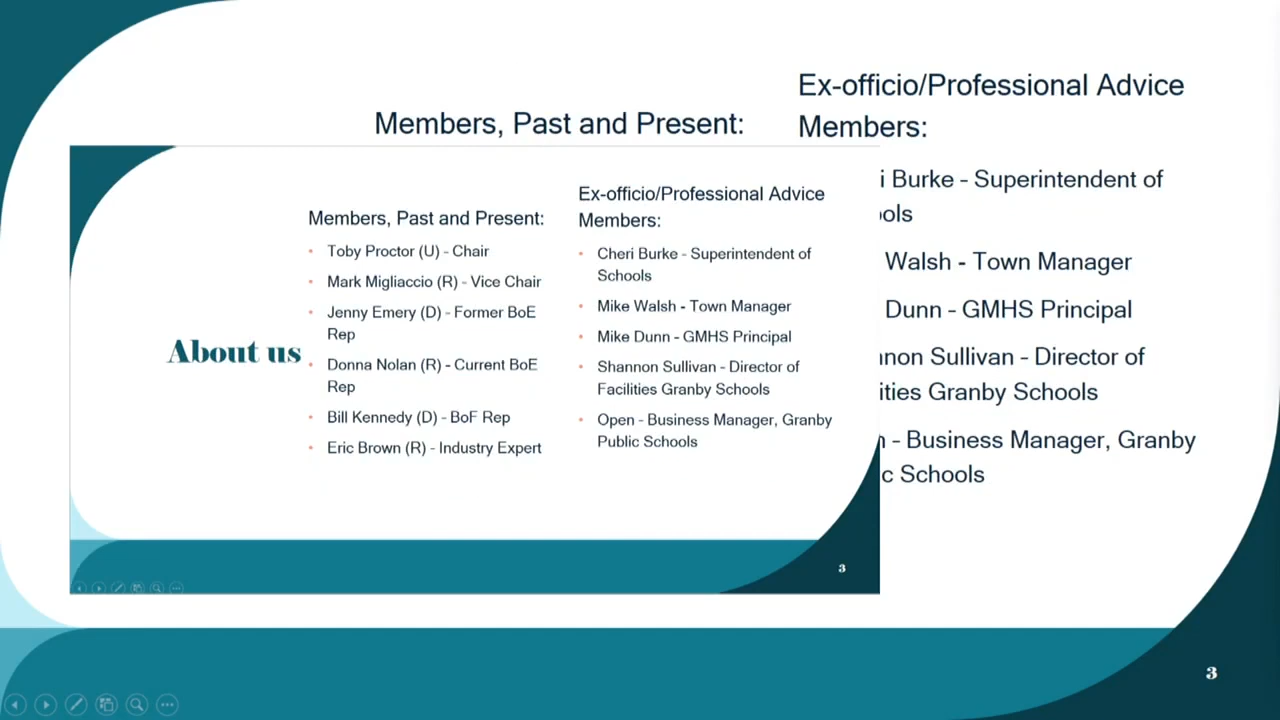 Ex-officio/Professional Advice
Members:
Members, Past and Present:
i Burke - Superintendent of
ools
Walsh - Town Manager
Dunn - GMHS Principal
nnon Sullivan - Director of
ities Granby Schools
n - Business Manager, Granby
c Schools
3
About us
Members, Past and Present:
Toby Proctor (U) - Chair
Mark Migliaccio (R) - Vice Chair
Jenny Emery (D) - Former BoE
Rep
Donna Nolan (R) - Current BoE
Rep
Bill Kennedy (D) - BoF Rep
Eric Brown (R) - Industry Expert
Ex-officio/Professional Advice
Members:
Cheri Burke - Superintendent of
Schools
Mike Walsh - Town Manager
Mike Dunn - GMHS Principal
Shannon Sullivan - Director of
Facilities Granby Schools
Open - Business Manager, Granby
Public Schools
3